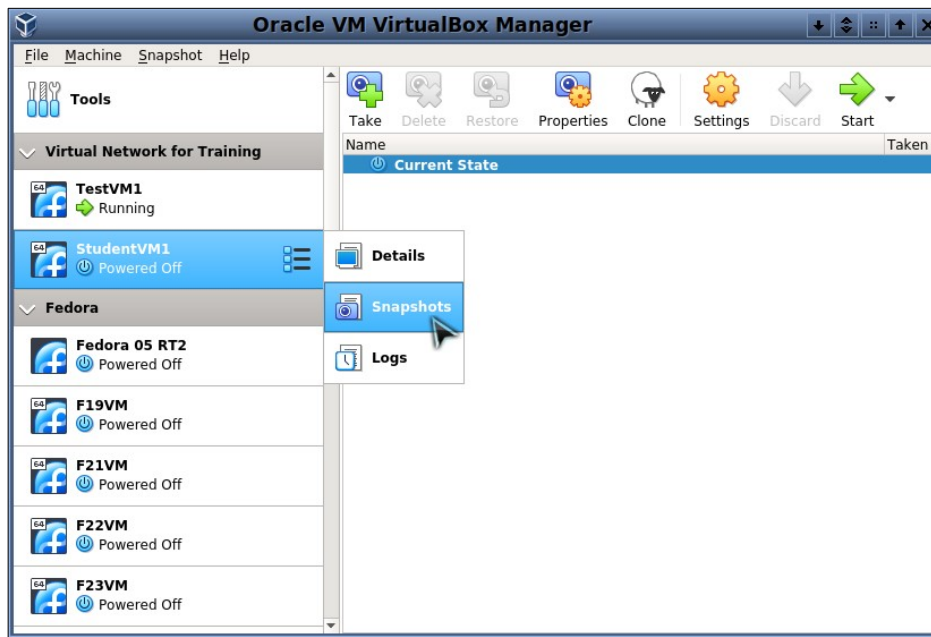 Oracle VM VirtualBox Manager
File Machine Snapshot Help
Tools
Take Delete Restore Properties Clone Settings Discard Start
Name Taken
Current State
Virtual Network for Training
64
TestVM1
Running
64
StudentVM1
Powered Off
Details
Snapshots
Logs
Fedora
Fedora 05 RT2
Powered Off
64
F19VM
Powered Off
64
F21VM
Powered Off
64
F22VM
Powered Off
64
F23VM
Powered Off